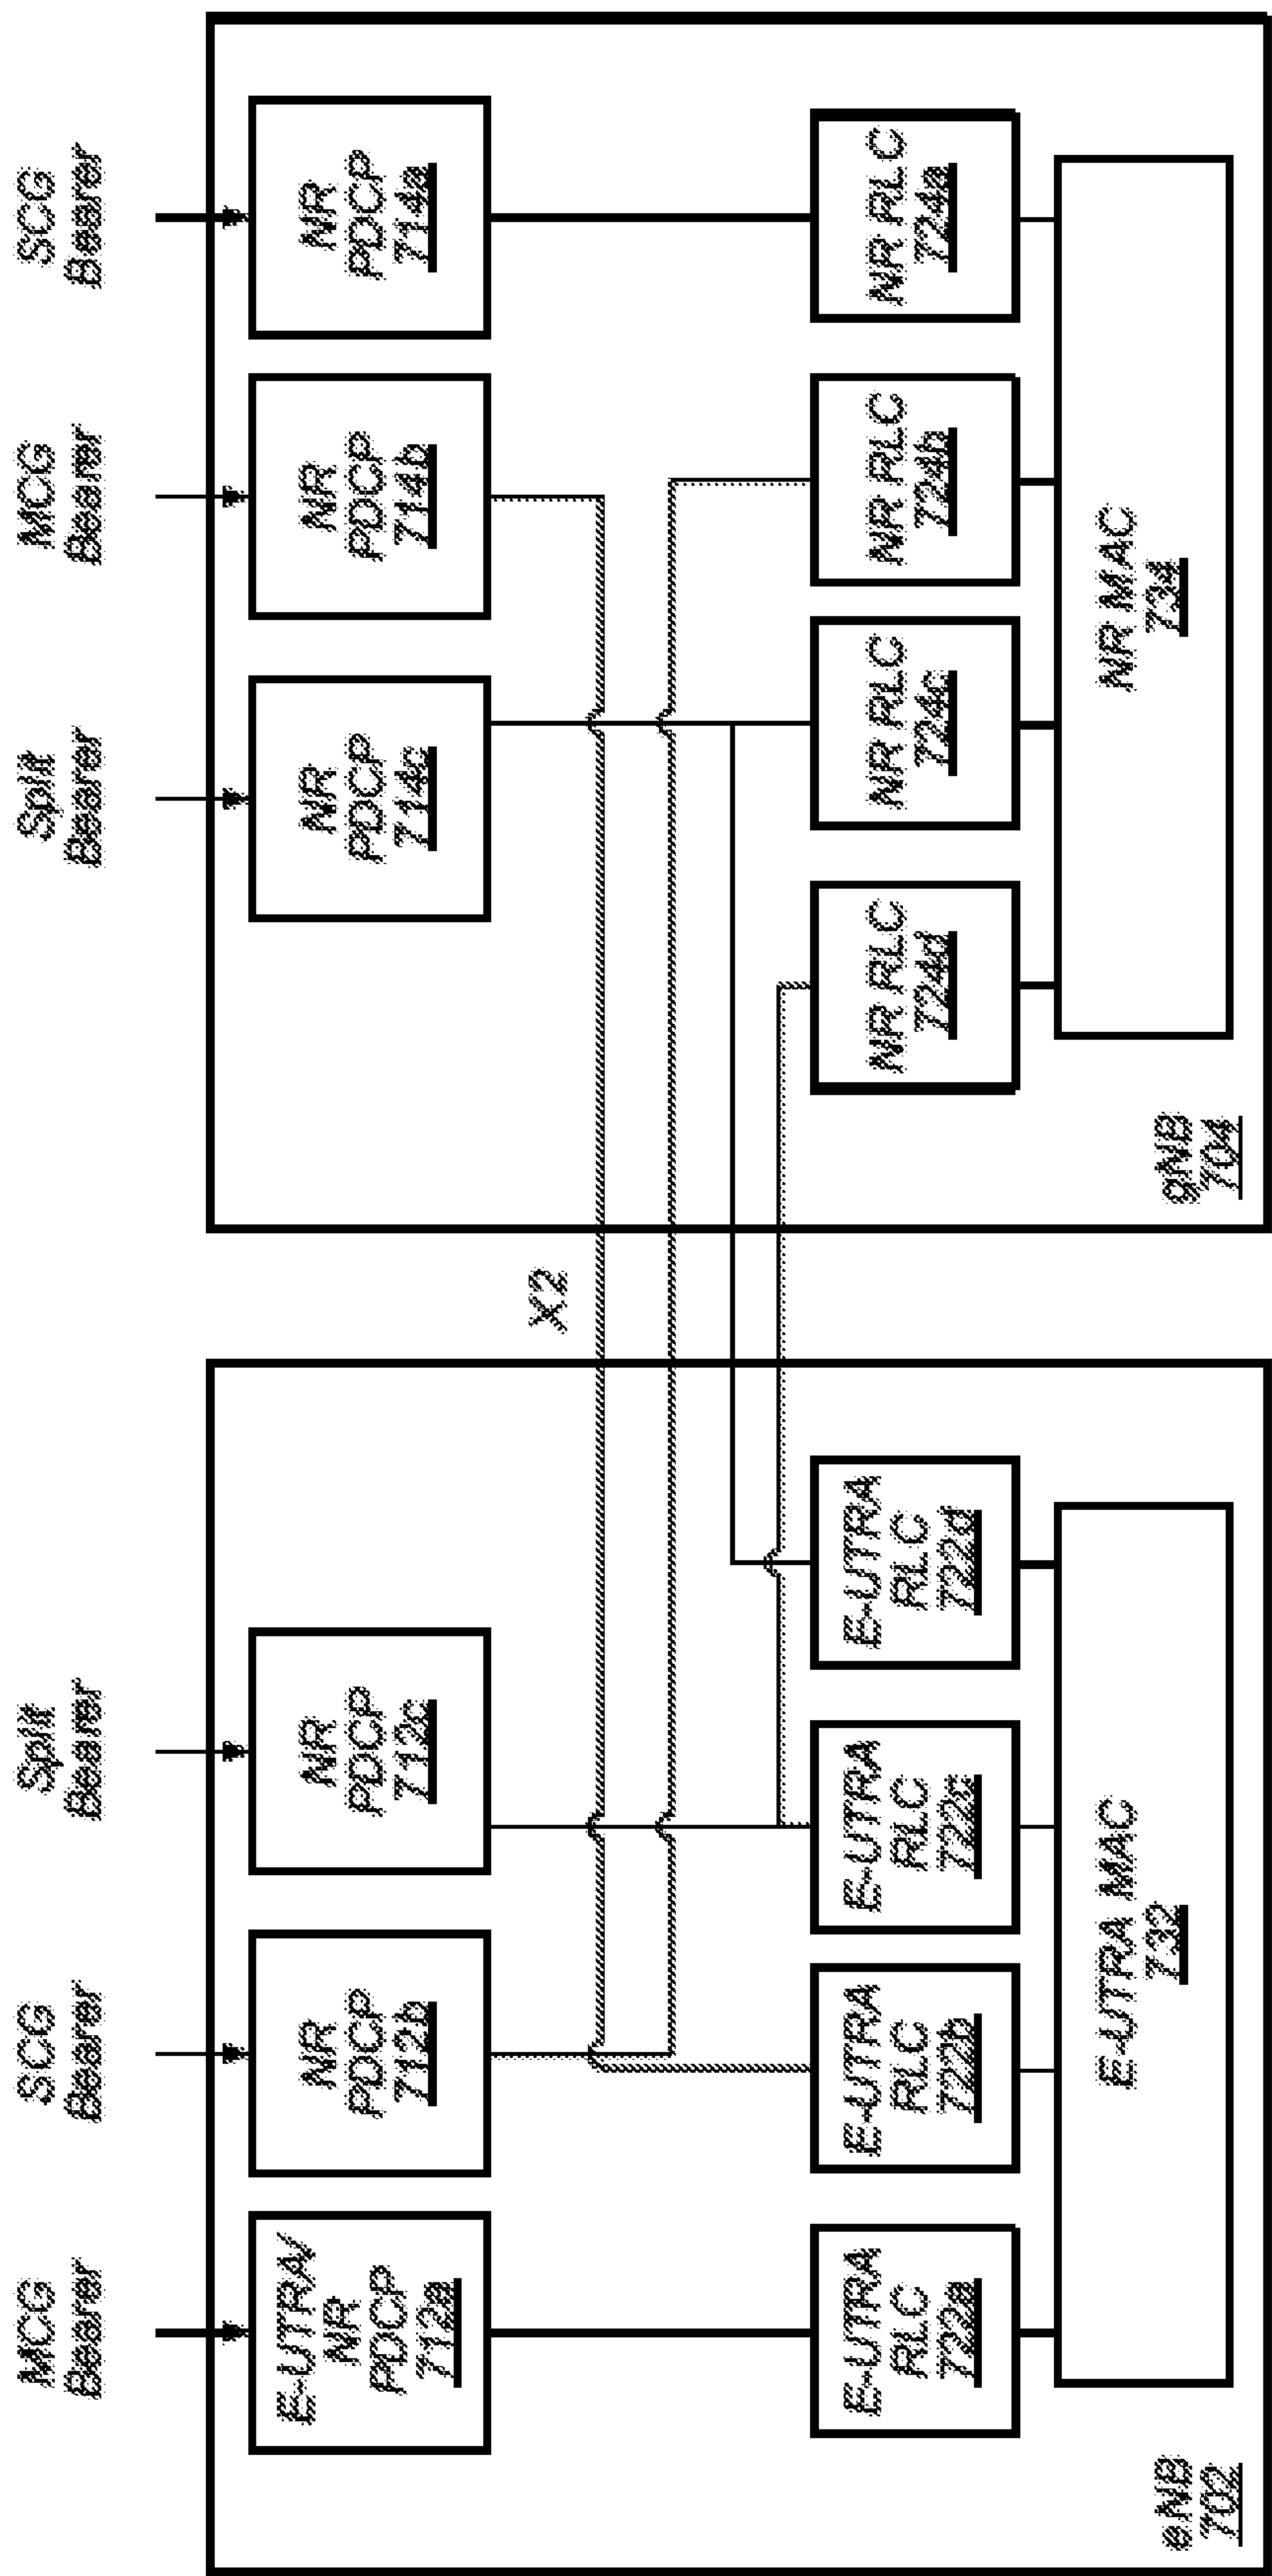 MCG
Bearer
SCG
Bearer
Split
Bearer
MCG
Bearer
SCG
Bearer
Split
Bearer
E-UTRA/
NR
PDCP
712a
NR
PDCP
712b
NR
PDCP
712c
NR
PDCP
714c
NR
PDCP
714b
NR
PDCP
714a
X2
E-UTRA
RLC
722a
E-UTRA
RLC
722b
E-UTRA
RLC
722c
E-UTRA
RLC
722d
NR RLC
724d
NR RLC
724c
NR RLC
724b
NR RLC
724a
E-UTRA MAC
732
NR MAC
734
eNB
702
gNB
704